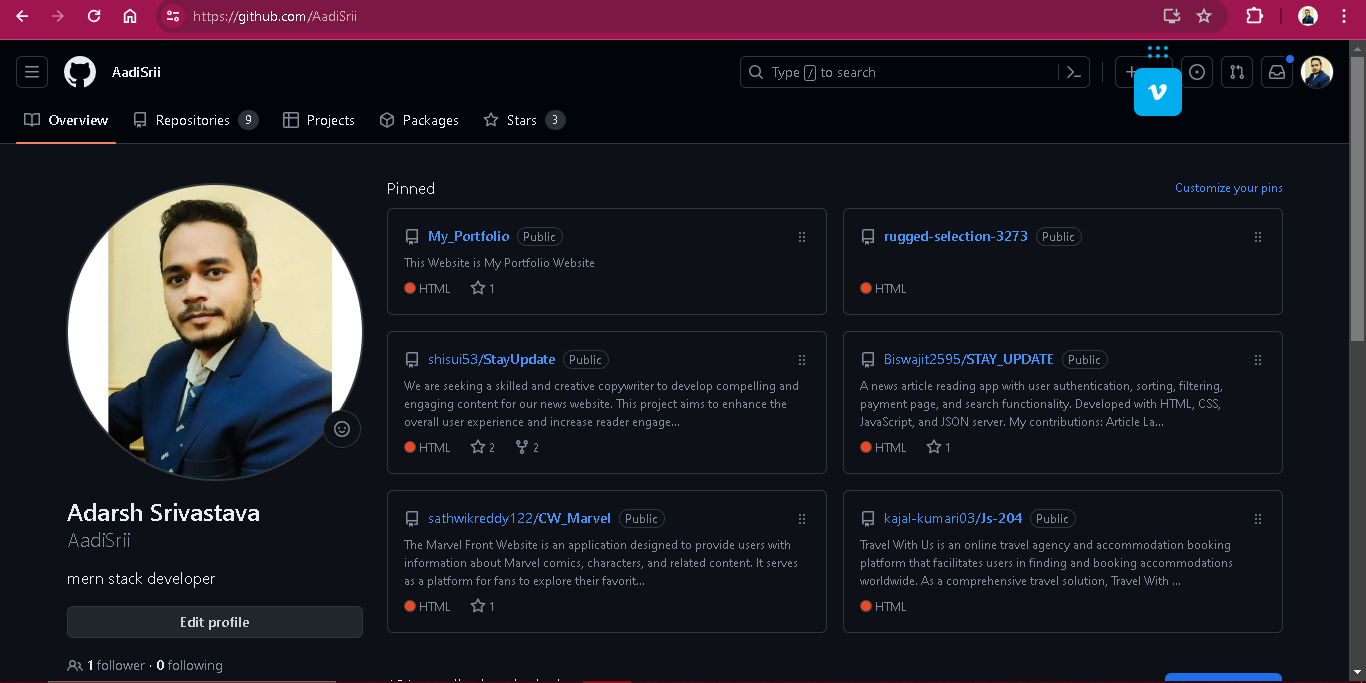 https://github.com/AadiSrii
AadiSrii
Type / to search
Overview
Repositories 9
Projects
Packages
Stars 3
Pinned
Customize your pins
My_Portfolio Public
This Website is My Portfolio Website
HTML 1
rugged-selection-3273 Public
HTML
shisui53/StayUpdate Public
We are seeking a skilled and creative copywriter to develop compelling and
engaging content for our news website. This project aims to enhance the
overall user experience and increase reader engage...
HTML 2 2
Biswajit2595/STAY_UPDATE Public
A news article reading app with user authentication, sorting, filtering,
payment page, and search functionality. Developed with HTML, CSS,
JavaScript, and JSON server. My contributions: Article La...
HTML 1
sathwikreddy122/CW_Marvel Public
The Marvel Front Website is an application designed to provide users with
information about Marvel comics, characters, and related content. It serves
as a platform for fans to explore their favorit...
HTML 1
kajal-kumari03/Js-204 Public
Travel With Us is an online travel agency and accommodation booking
platform that facilitates users in finding and booking accommodations
worldwide. As a comprehensive travel solution, Travel With ...
HTML
Adarsh Srivastava
AadiSrii
mern stack developer
Edit profile
1 follower · 0 following